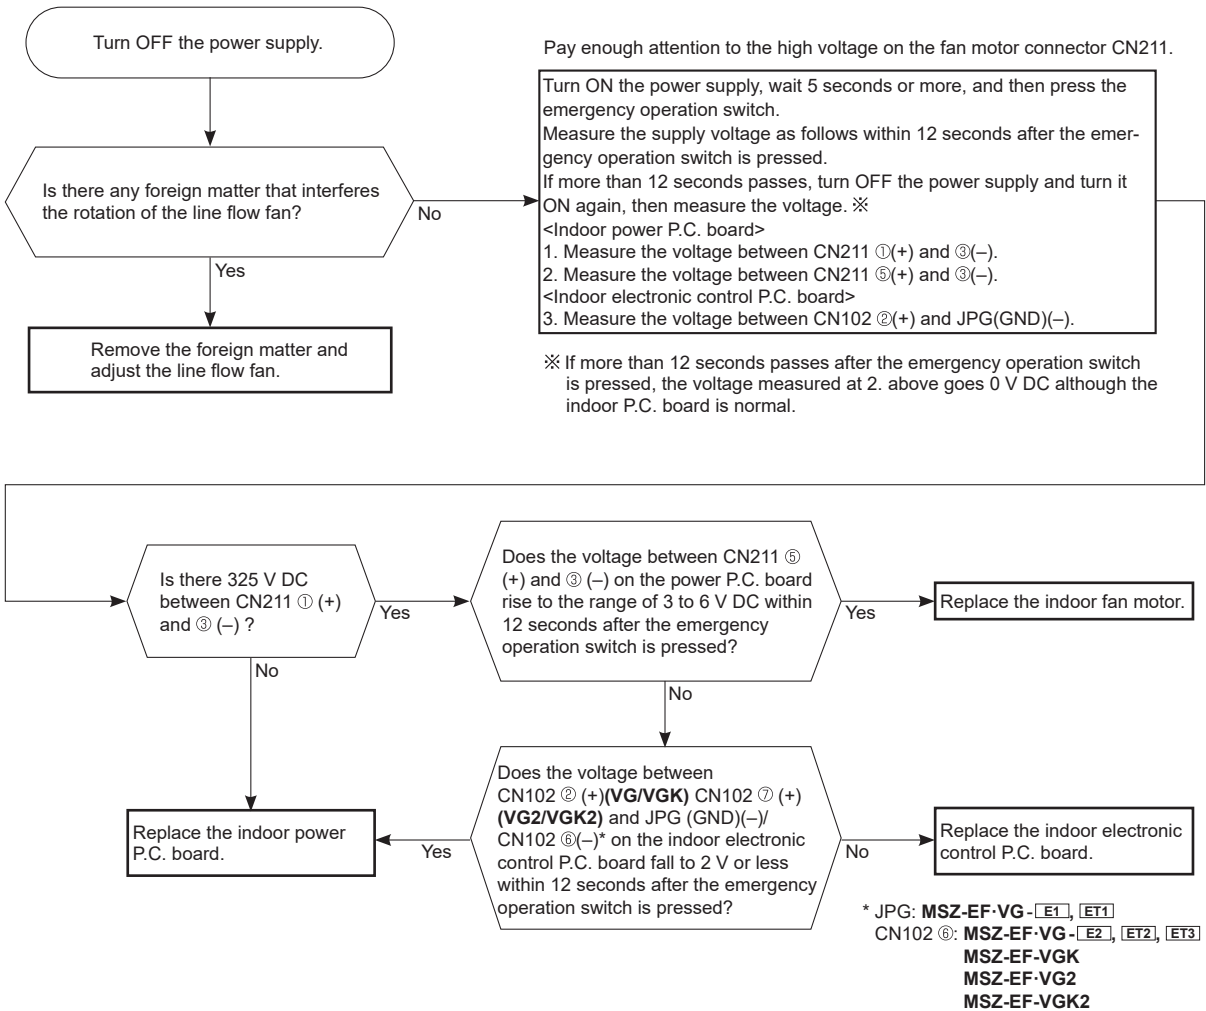 Turn OFF the power supply.
Pay enough attention to the high voltage on the fan motor connector CN211.
Turn ON the power supply, wait 5 seconds or more, and then press the
emergency operation switch.
Measure the supply voltage as follows within 12 seconds after the emer-
gency operation switch is pressed.
If more than 12 seconds passes, turn OFF the power supply and turn it
ON again, then measure the voltage. ※
<Indoor power P.C. board>
1. Measure the voltage between CN211 ①(+) and ③(–).
2. Measure the voltage between CN211 ⑤(+) and ③(–).
<Indoor electronic control P.C. board>
3. Measure the voltage between CN102 ②(+) and JPG(GND)(–).
Is there any foreign matter that interferes
the rotation of the line flow fan?
No
Yes
Remove the foreign matter and
adjust the line flow fan.
※ If more than 12 seconds passes after the emergency operation switch
is pressed, the voltage measured at 2. above goes 0 V DC although the
indoor P.C. board is normal.
Is there 325 V DC
between CN211 ① (+)
and ③ (–) ?
Yes
No
Does the voltage between CN211 ⑤
(+) and ③ (–) on the power P.C. board
rise to the range of 3 to 6 V DC within
12 seconds after the emergency
operation switch is pressed?
Yes
Replace the indoor fan motor.
No
Does the voltage between
CN102 ② (+)(VG/VGK) CN102 ⑦ (+)
(VG2/VGK2) and JPG (GND)(–)/
CN102 ⑥(–)* on the indoor electronic
control P.C. board fall to 2 V or less
within 12 seconds after the emergency
operation switch is pressed?
Yes
Replace the indoor power
P.C. board.
No
Replace the indoor electronic
control P.C. board.
* JPG: MSZ-EF·VG- E1 , ET1
CN102 ⑥: MSZ-EF·VG- E2 , ET2 , ET3
MSZ-EF-VGK
MSZ-EF·VG2
MSZ-EF-VGK2